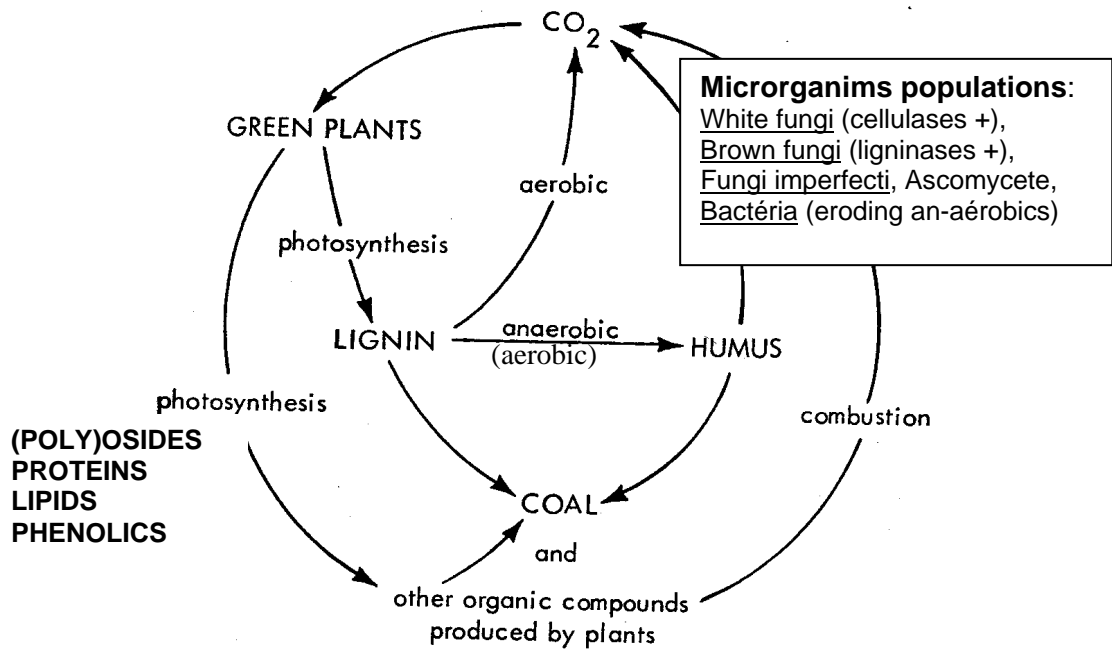 CO2
Microrganims populations:
White fungi (cellulases +),
Brown fungi (ligninases +),
Fungi imperfecti, Ascomycete,
Bactéria (eroding an-aérobics)
GREEN PLANTS
aerobic
photosynthesis
LIGNIN
anaerobic
(aerobic)
HUMUS
photosynthesis
combustion
(POLY)OSIDES
PROTEINS
LIPIDS
PHENOLICS
COAL
and
other organic compounds
produced by plants